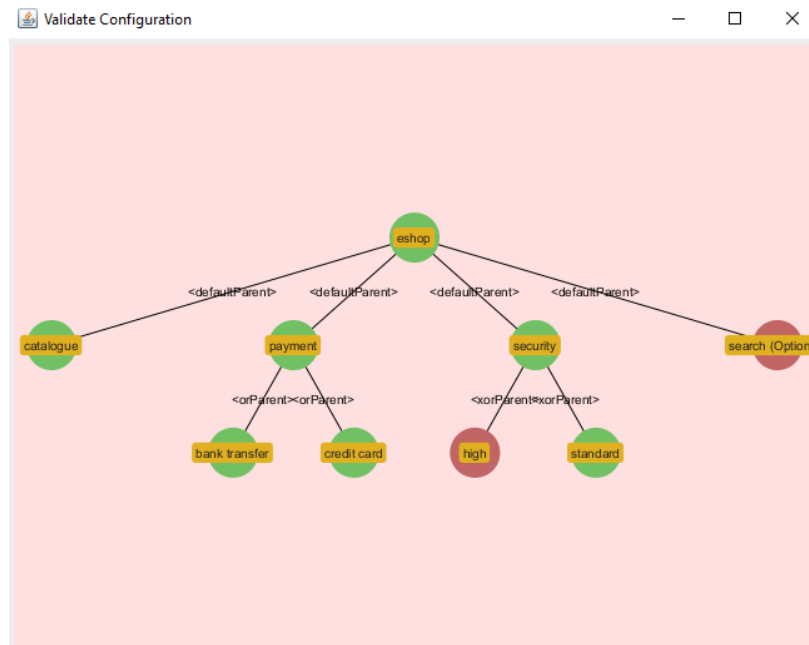 Validate Configuration
eshop
<defaultParent> <defaultParent> <defaultParent> <defaultParent>
catalogue payment security search (Option
<orParent> <orParent> <xorParent> <xorParent>
bank transfer credit card high standard